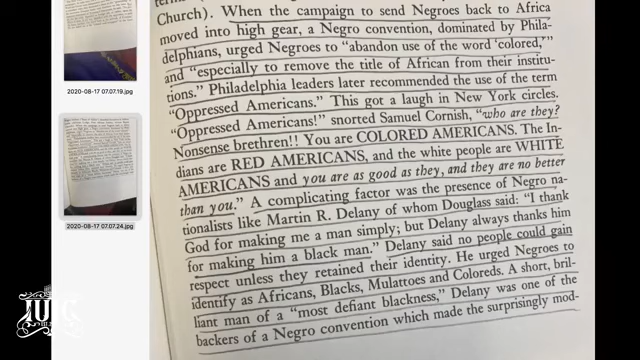 Church). When the campaign to send Negroes back to Africa
moved into high gear, a Negro convention, dominated by Phila-
delphians, urged Negroes to "abandon use of the word 'colored,'"
and "especially to remove the title of African from their institu-
tions." Philadelphia leaders later recommended the use of the term
"Oppressed Americans." This got a laugh in New York circles.
"Oppressed Americans!" snorted Samuel Cornish, "who are they?
Nonsense brethren!! You are COLORED AMERICANS. The In-
dians are RED AMERICANS, and the white people are WHITE
AMERICANS and you are as good as they, and they are no better
than you." A complicating factor was the presence of Negro na-
tionalists like Martin R. Delany of whom Douglass said: "I thank
God for making me a man simply; but Delany always thanks him
for making him a black man." Delany said no people could gain
respect unless they retained their identity. He urged Negroes to
identify as Africans, Blacks, Mulattoes and Coloreds. A short, bril-
liant man of a "most defiant blackness," Delany was one of the
backers of a Negro convention which made the surprisingly mod-
2020-08-17 07.07.19.jpg
2020-08-17 07.07.24.jpg
IUIC